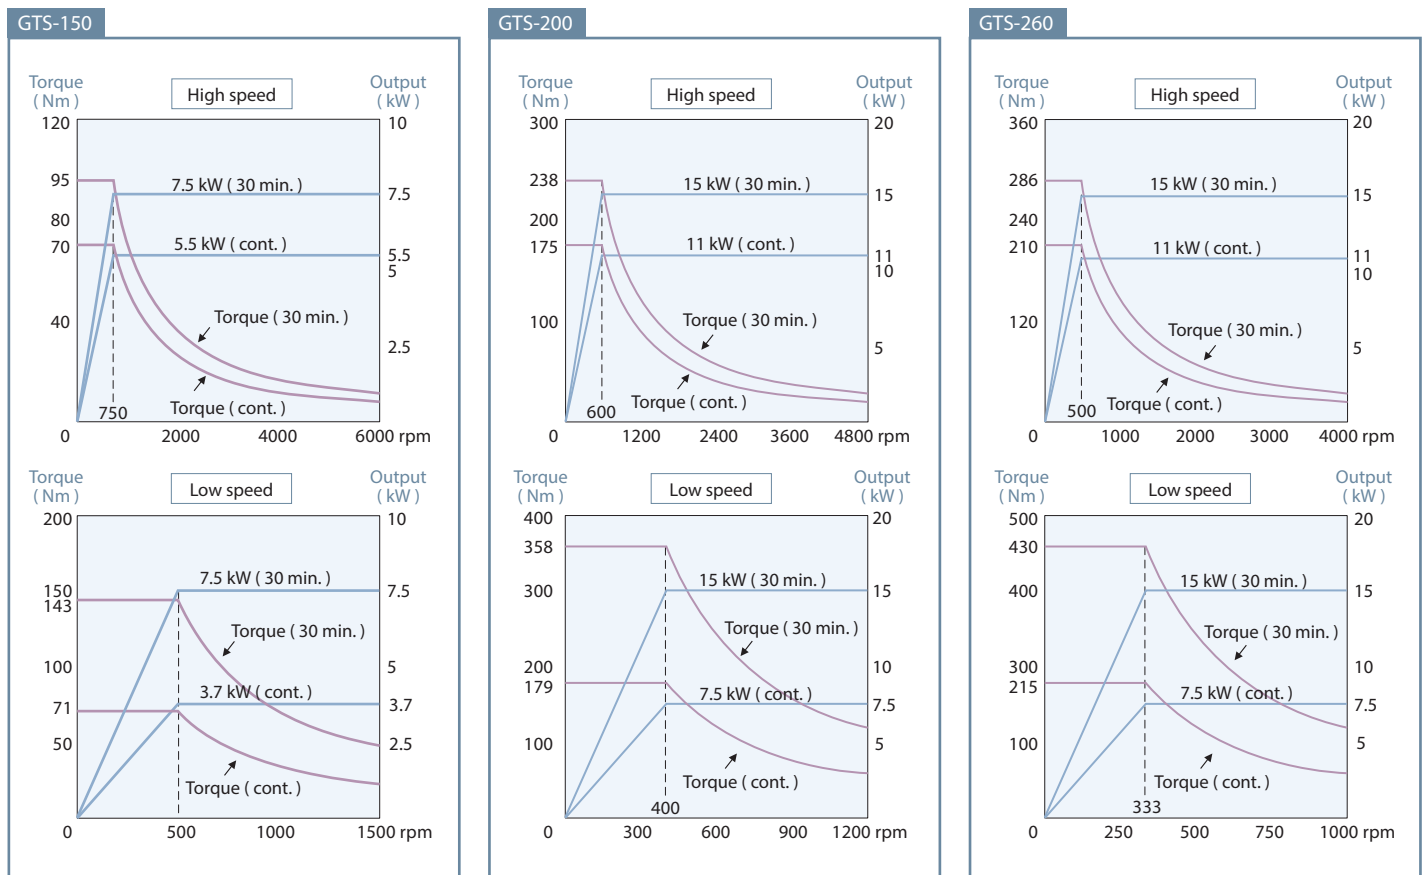 GTS-150
Torque
( Nm )
High speed
Output
( kW )
120
95
80
70
40
0
10
7.5
5.5
5
2.5
7.5 kW ( 30 min. )
5.5 kW ( cont. )
Torque ( 30 min. )
Torque ( cont. )
750
2000
4000
6000 rpm
Torque
( Nm )
Low speed
Output
( kW )
200
150
143
100
71
50
0
10
7.5
5
3.7
2.5
7.5 kW ( 30 min. )
Torque ( 30 min. )
3.7 kW ( cont. )
Torque ( cont. )
500
1000
1500 rpm
GTS-200
Torque
( Nm )
High speed
Output
( kW )
300
238
200
175
100
0
20
15
11
10
5
15 kW ( 30 min. )
11 kW ( cont. )
Torque ( 30 min. )
Torque ( cont. )
600
1200
2400
3600
4800 rpm
Torque
( Nm )
Low speed
Output
( kW )
400
358
300
200
179
100
0
20
15
10
7.5
5
15 kW ( 30 min. )
Torque ( 30 min. )
7.5 kW ( cont. )
Torque ( cont. )
400
300
600
900
1200 rpm
GTS-260
Torque
( Nm )
High speed
Output
( kW )
360
286
240
210
120
0
20
15
11
10
5
15 kW ( 30 min. )
11 kW ( cont. )
Torque ( 30 min. )
Torque ( cont. )
500
1000
2000
3000
4000 rpm
Torque
( Nm )
Low speed
Output
( kW )
500
430
400
300
215
100
0
20
15
10
7.5
5
15 kW ( 30 min. )
Torque ( 30 min. )
7.5 kW ( cont. )
Torque ( cont. )
333
250
500
750
1000 rpm